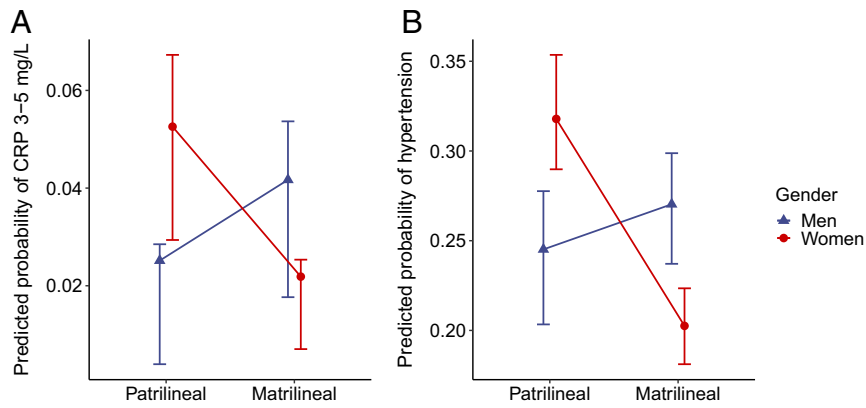 A
Predicted probability of CRP 3–5 mg/L
0.06
0.04
0.02
Patrilineal
Matrilineal
B
Predicted probability of hypertension
0.35
0.30
0.25
0.20
Patrilineal
Matrilineal
Gender
Men
Women